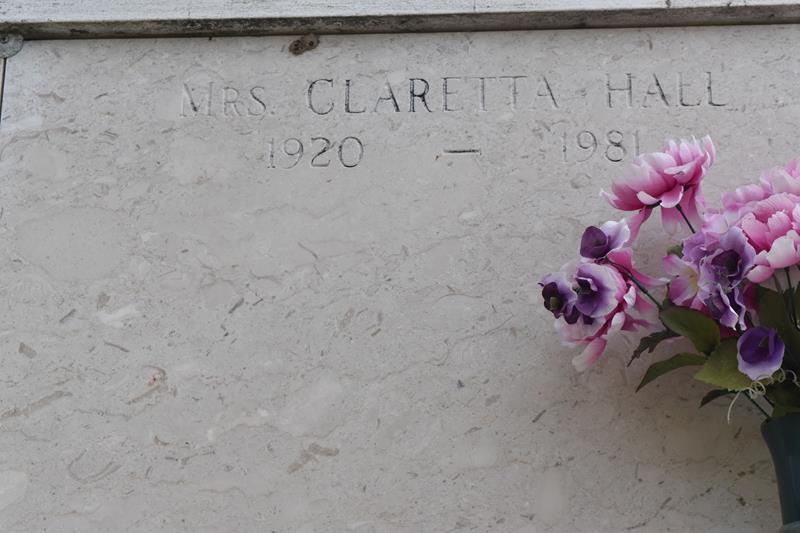 MRS. CLARETTA HALL
1920 — 1981